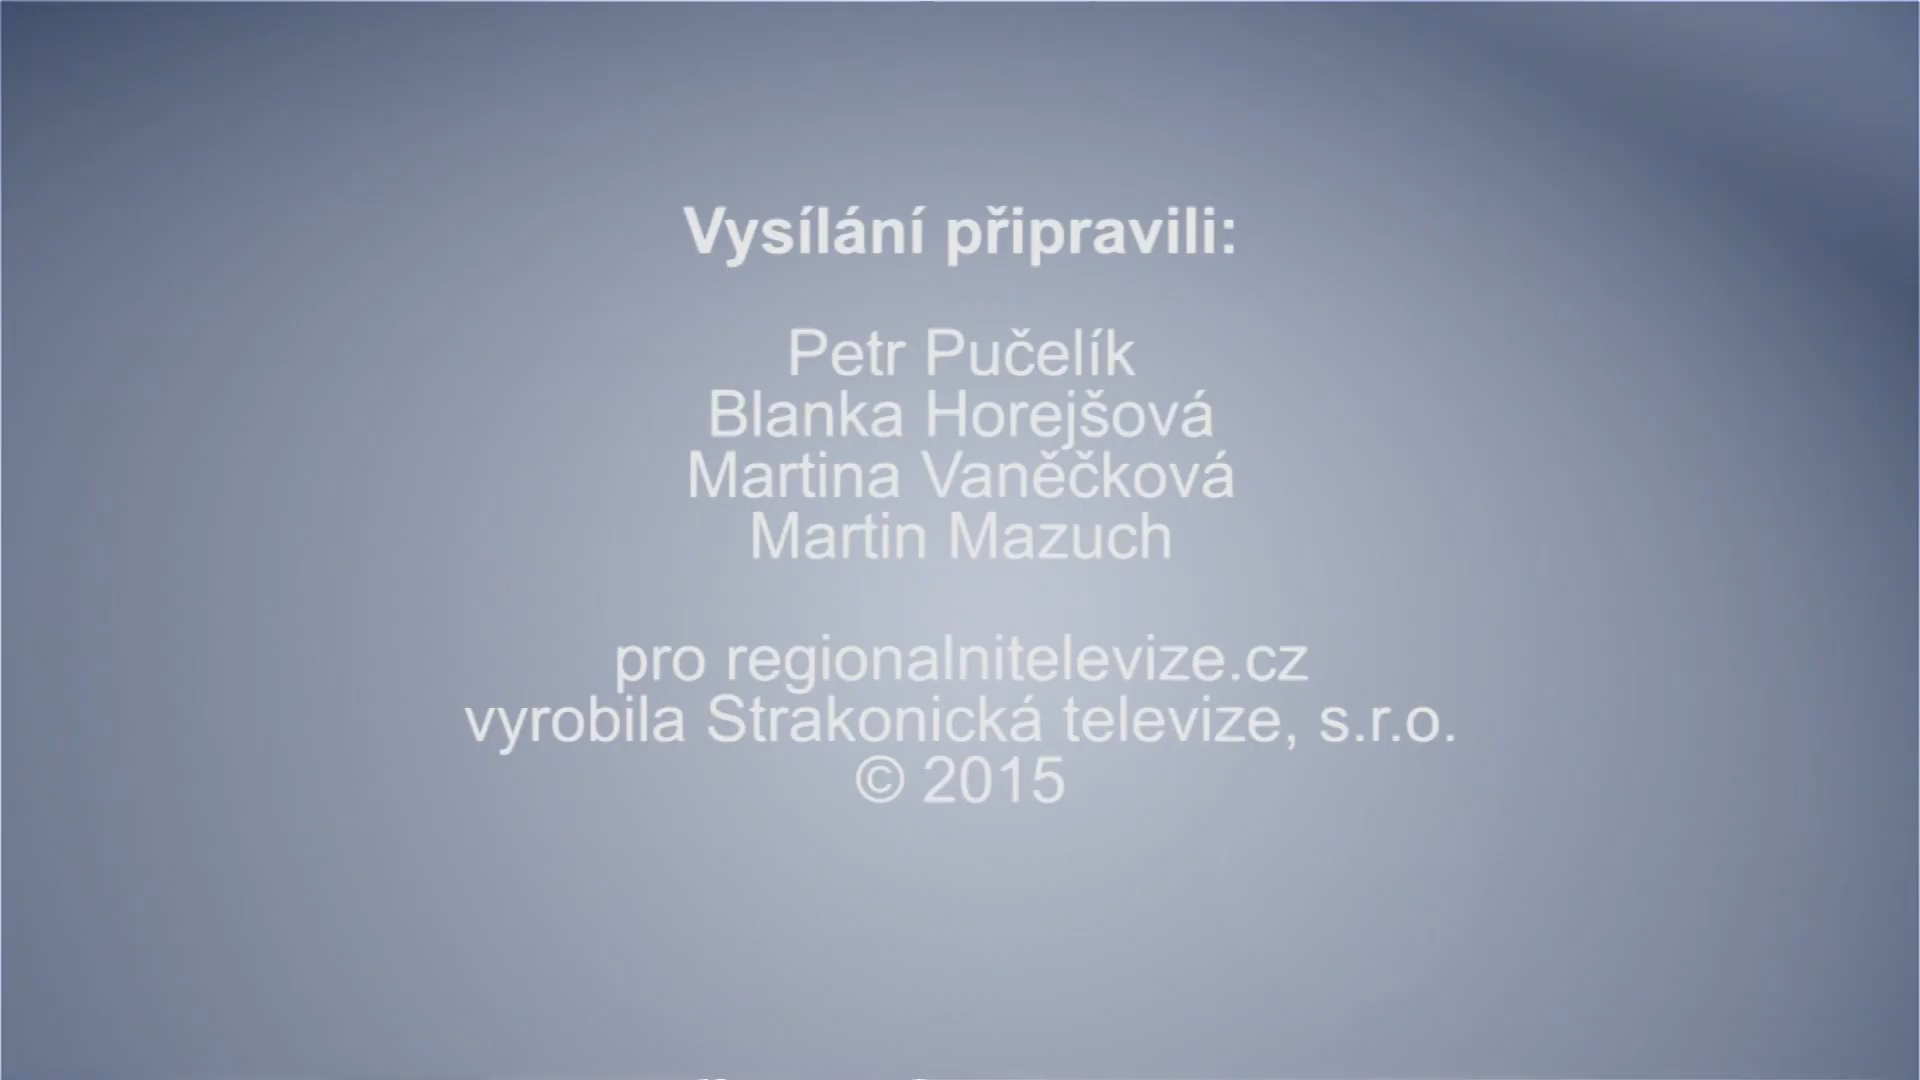 Vysílání připravili:
Petr Pučelík
Blanka Horejšová
Martina Vaněčková
Martin Mazuch
pro regionalnitelevize.cz
vyrobila Strakonická televize, s.r.o.
© 2015